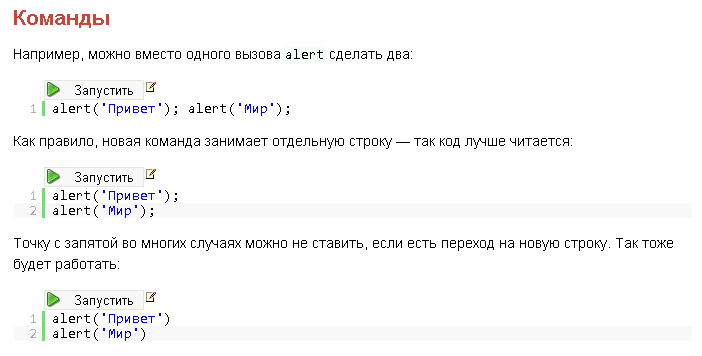 Команды
Например, можно вместо одного вызова alert сделать два:
Запустить
1 alert('Привет'); alert('Мир');
Как правило, новая команда занимает отдельную строку — так код лучше читается:
Запустить
1 alert('Привет');
2 alert('Мир');
Точку с запятой во многих случаях можно не ставить, если есть переход на новую строку. Так тоже
будет работать:
Запустить
1 alert('Привет')
2 alert('Мир')